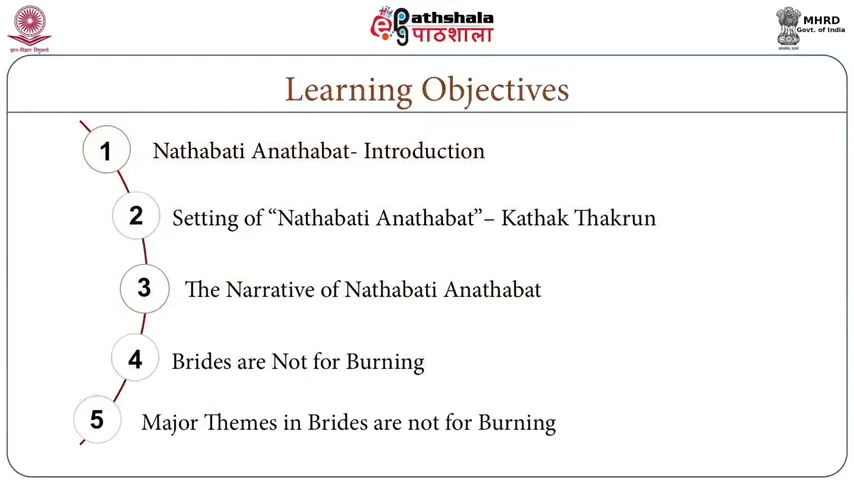 ePathshala
पाठशाला
MHRD
Govt. of India
Learning Objectives
1 Nathabati Anathabat- Introduction
2 Setting of “Nathabati Anathabat”– Kathak Thakrun
3 The Narrative of Nathabati Anathabat
4 Brides are Not for Burning
5 Major Themes in Brides are not for Burning